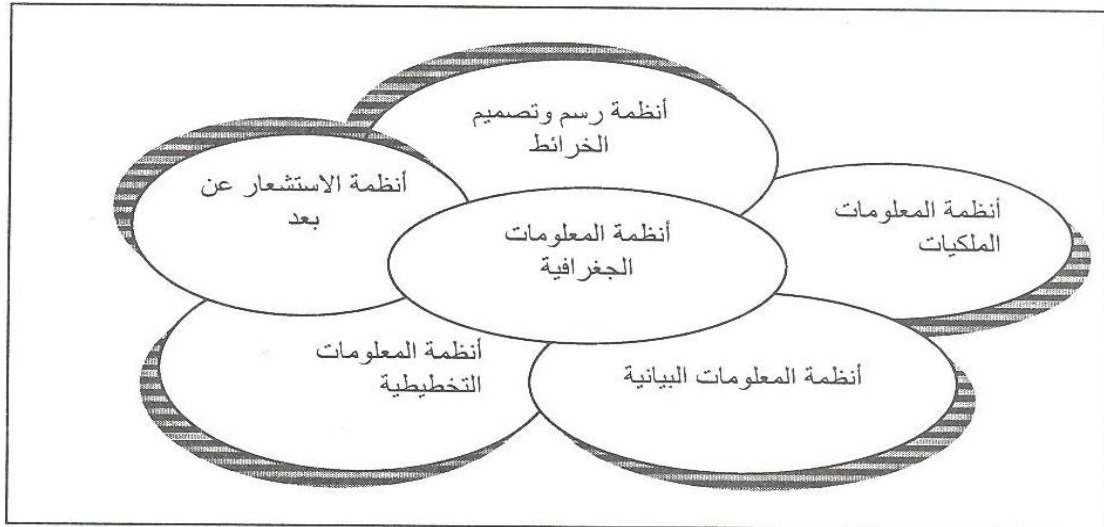 أنظمة رسم وتصميم
الخرائط
أنظمة الاستشعار عن
بعد
أنظمة المعلومات
الملكيات
أنظمة المعلومات
الجغرافية
أنظمة المعلومات
التخطيطية
أنظمة المعلومات البيانية